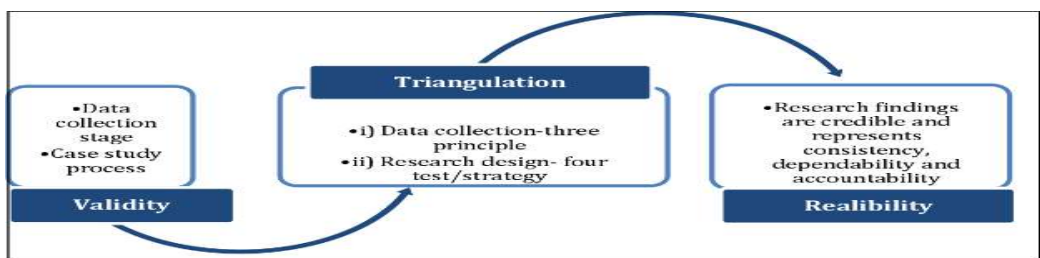 •Data
collection
stage
•Case study
process
Validity
Triangulation
•i) Data collection-three
principle
•ii) Research design- four
test/strategy
•Research findings
are credible and
represents
consistency,
dependability and
accountability
Realibility